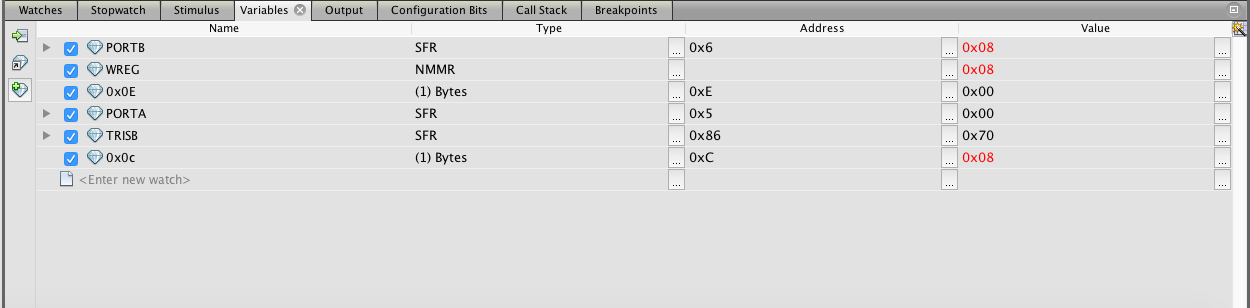 Watches Stopwatch Stimulus Variables Output Configuration Bits Call Stack Breakpoints
Name Type Address Value
PORTB SFR ... 0x6 ... 0x08 ...
WREG NMMR ... ... 0x08 ...
0x0E (1) Bytes ... 0xE ... 0x00 ...
PORTA SFR ... 0x5 ... 0x00 ...
TRISB SFR ... 0x86 ... 0x70 ...
0x0c (1) Bytes ... 0xC ... 0x08 ...
<Enter new watch> ... ... ...